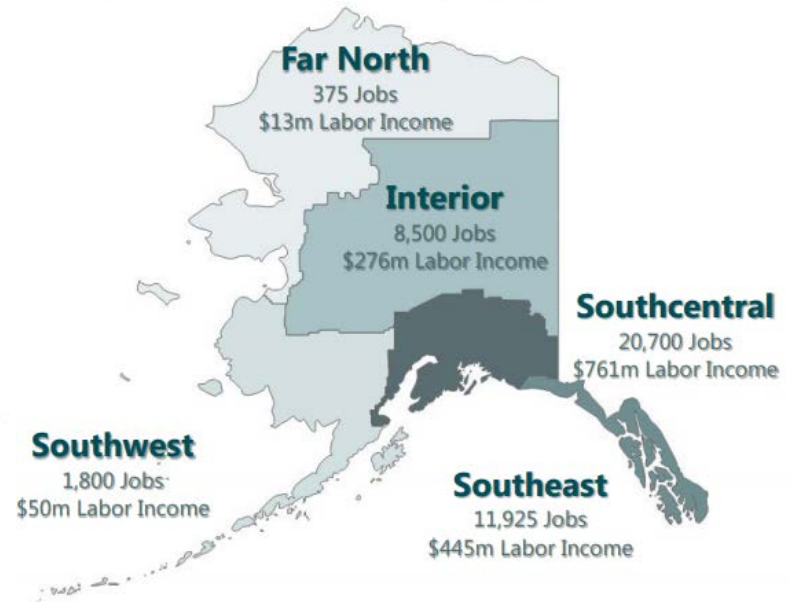 Far North
375 Jobs
$13m Labor Income
Interior
8,500 Jobs
$276m Labor Income
Southcentral
20,700 Jobs
$761m Labor Income
Southwest
1,800 Jobs
$50m Labor Income
Southeast
11,925 Jobs
$445m Labor Income